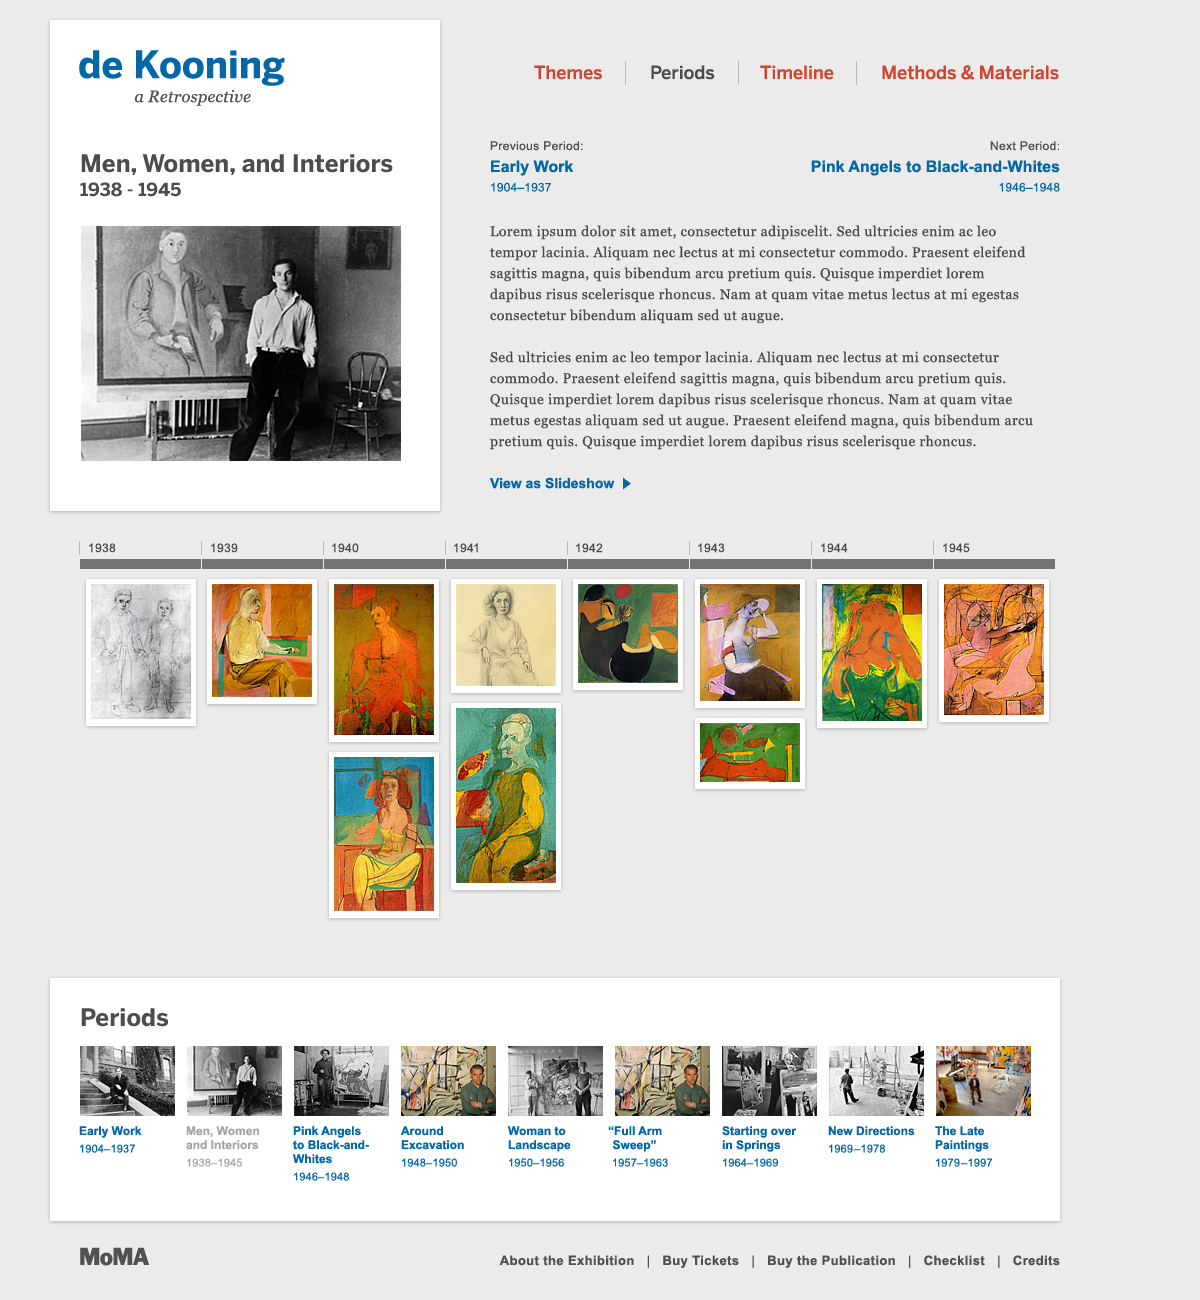 de Kooning
a Retrospective
Themes
Periods
Timeline
Methods & Materials
Men, Women, and Interiors
1938 - 1945
Previous Period:
Early Work
1904–1937
Next Period:
Pink Angels to Black-and-Whites
1946–1948
Lorem ipsum dolor sit amet, consectetur adipiscelit. Sed ultricies enim ac leo
tempor lacinia. Aliquam nec lectus at mi consectetur commodo. Praesent eleifend
sagittis magna, quis bibendum arcu pretium quis. Quisque imperdiet lorem
dapibus risus scelerisque rhoncus. Nam at quam vitae metus lectus at mi egestas
consectetur bibendum aliquam sed ut augue.
Sed ultricies enim ac leo tempor lacinia. Aliquam nec lectus at mi consectetur
commodo. Praesent eleifend sagittis magna, quis bibendum arcu pretium quis.
Quisque imperdiet lorem dapibus risus scelerisque rhoncus. Nam at quam vitae
metus egestas aliquam sed ut augue. Praesent eleifend magna, quis bibendum arcu
pretium quis. Quisque imperdiet lorem dapibus risus scelerisque rhoncus.
View as Slideshow
1938
1939
1940
1941
1942
1943
1944
1945
Periods
Early Work
1904–1937
Men, Women
and Interiors
1938–1945
Pink Angels
to Black-and-
Whites
1946–1948
Around
Excavation
1948–1950
Woman to
Landscape
1950–1956
“Full Arm
Sweep”
1957–1963
Starting over
in Springs
1964–1969
New Directions
1969–1978
The Late
Paintings
1979–1997
MoMA
About the Exhibition | Buy Tickets | Buy the Publication | Checklist | Credits